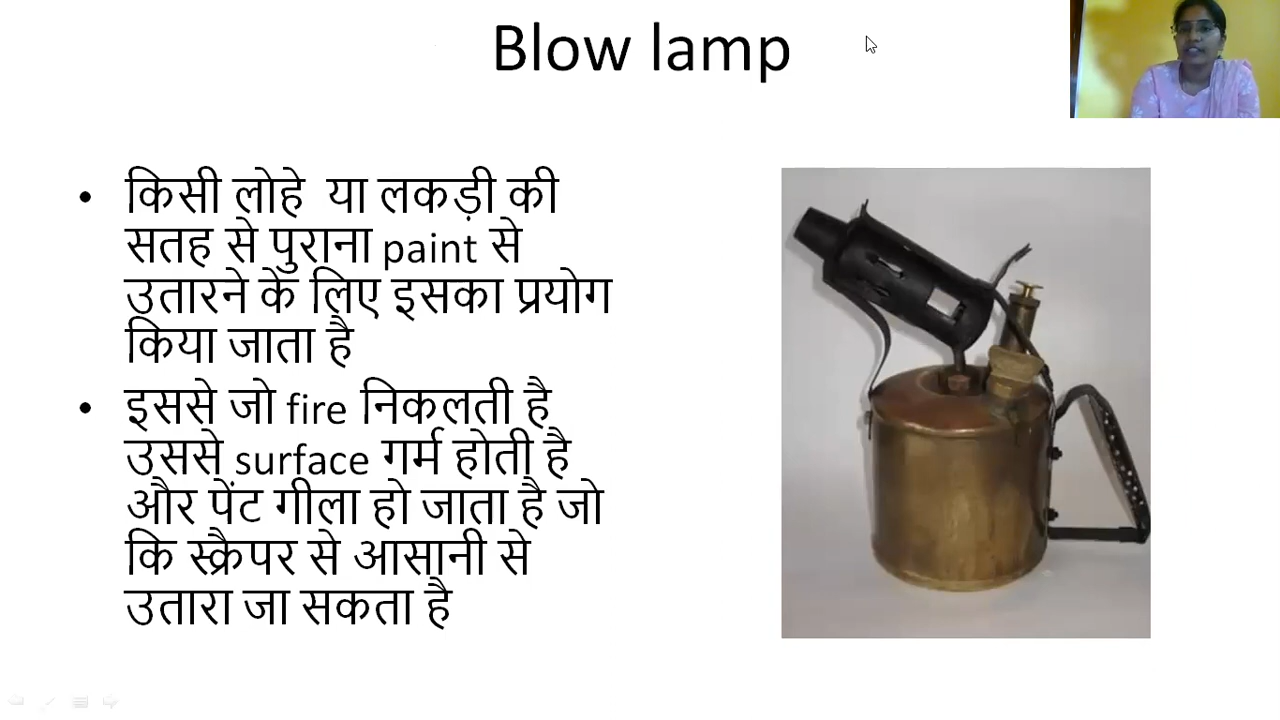 Blow lamp
• किसी लोहे या लकड़ी की
सतह से पुराना paint से
उतारने के लिए इसका प्रयोग
किया जाता है
• इससे जो fire निकलती है
उससे surface गर्म होती है
और पेंट गीला हो जाता है जो
कि स्क्रैपर से आसानी से
उतारा जा सकता है